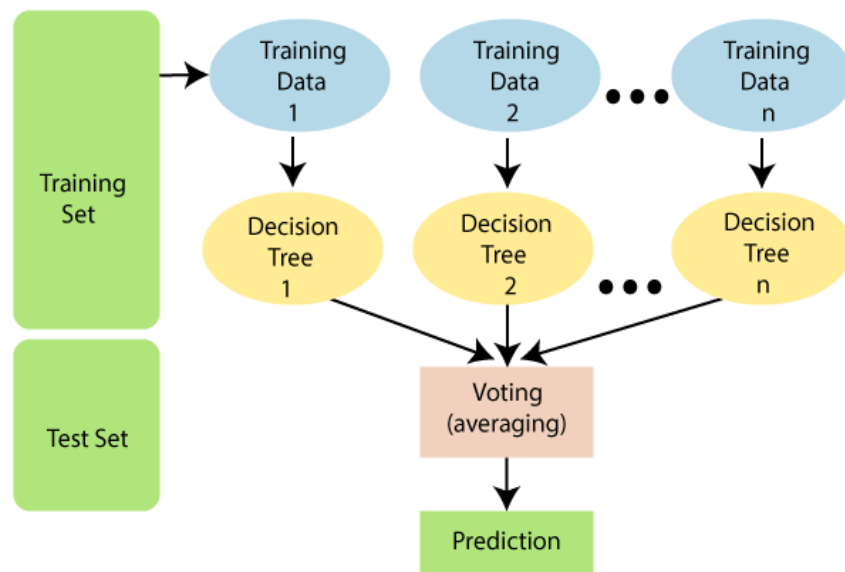 Training
Set
Training
Data
1
Training
Data
2
Training
Data
n
Decision
Tree
1
Decision
Tree
2
Decision
Tree
n
Test Set
Voting
(averaging)
Prediction